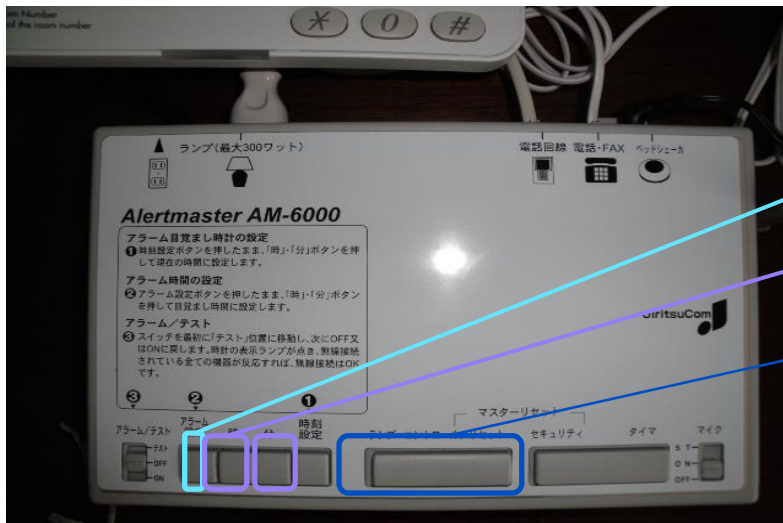 om Number
of the room number
* 0 #
ランプ(最大300ワット)
電話回線 電話・FAX ベッドシェーカ
Alertmaster AM-6000
アラーム目覚まし時計の設定
❶時刻設定ボタンを押したまま、「時」・「分」ボタンを押
して現在の時間に設定します。
アラーム時間の設定
❷アラーム設定ボタンを押したまま、「時」・「分」ボタン
を押して目覚まし時間に設定します。
アラーム/テスト
❸スイッチを最初に「テスト」位置に移動し、次にOFF又
はONに戻します。時計の表示ランプが点き、無線接続
されている全ての機器が反応すれば、無線接続はOK
です。
JiritsuCom
❸ ❷ ❶
マスターリセット
アラーム/テスト アラーム 時刻
設定 セキュリティ タイマ マイク
テスト
OFF
ON
S T
O N
OFF